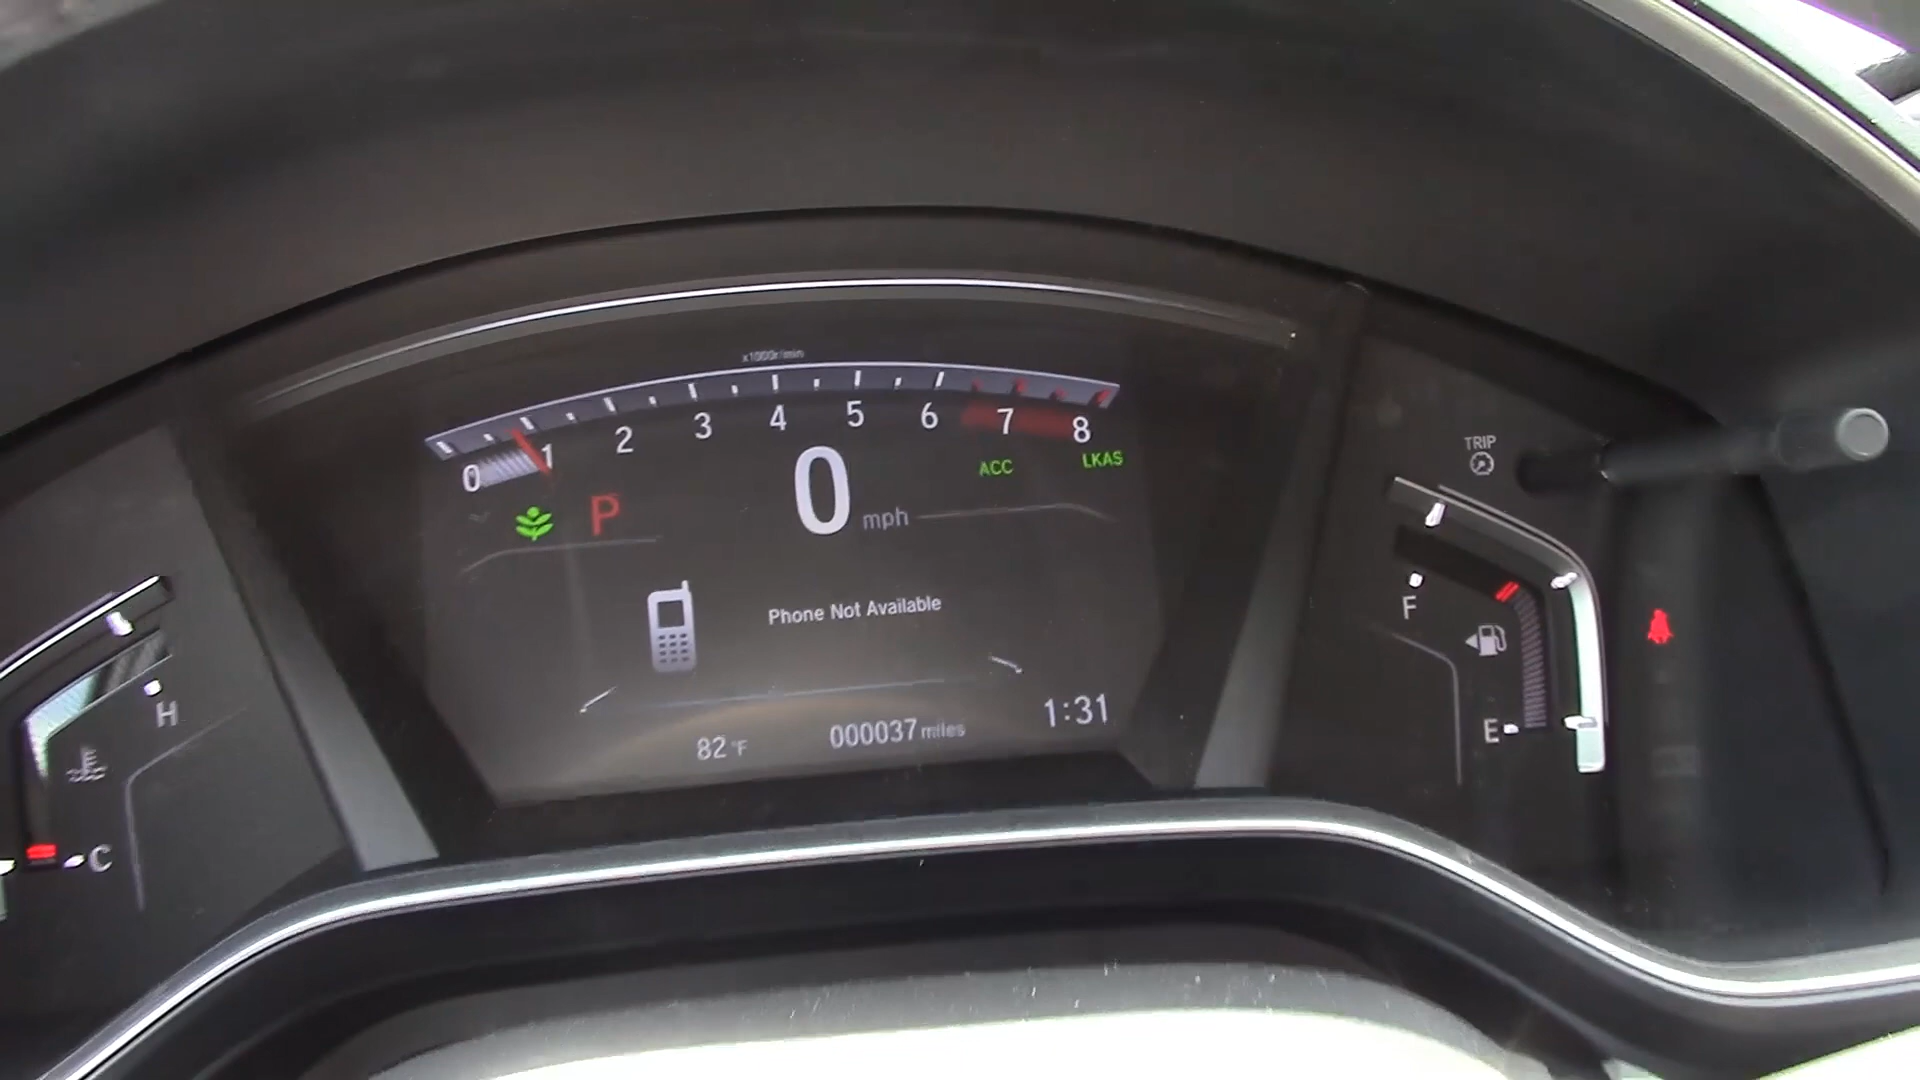 x1000r/min
0 1 2 3 4 5 6 7 8
ACC LKAS
P
0 mph
TRIP
F
E
Phone Not Available
H
C
82°F 000037 miles 1:31